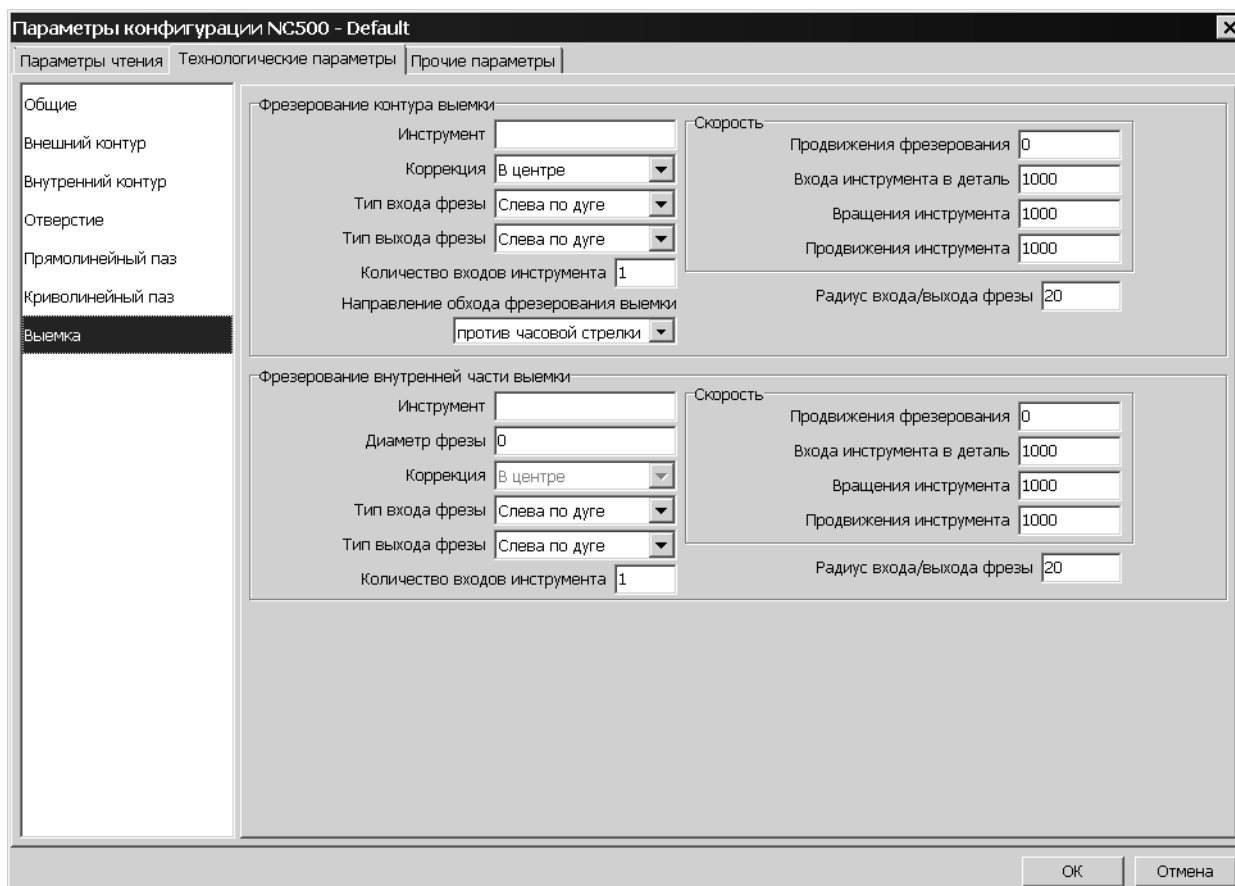 Параметры конфигурации NC500 - Default
Параметры чтения Технологические параметры Прочие параметры
Общие
Внешний контур
Внутренний контур
Отверстие
Прямолинейный паз
Криволинейный паз
Выемка
Фрезерование контура выемки
Инструмент
Коррекция В центре
Тип входа фрезы Слева по дуге
Тип выхода фрезы Слева по дуге
Количество входов инструмента 1
Направление обхода фрезерования выемки
против часовой стрелки
Скорость
Продвижения фрезерования 0
Входа инструмента в деталь 1000
Вращения инструмента 1000
Продвижения инструмента 1000
Радиус входа/выхода фрезы 20
Фрезерование внутренней части выемки
Инструмент
Диаметр фрезы 0
Коррекция В центре
Тип входа фрезы Слева по дуге
Тип выхода фрезы Слева по дуге
Количество входов инструмента 1
Скорость
Продвижения фрезерования 0
Входа инструмента в деталь 1000
Вращения инструмента 1000
Продвижения инструмента 1000
Радиус входа/выхода фрезы 20
ОК Отмена